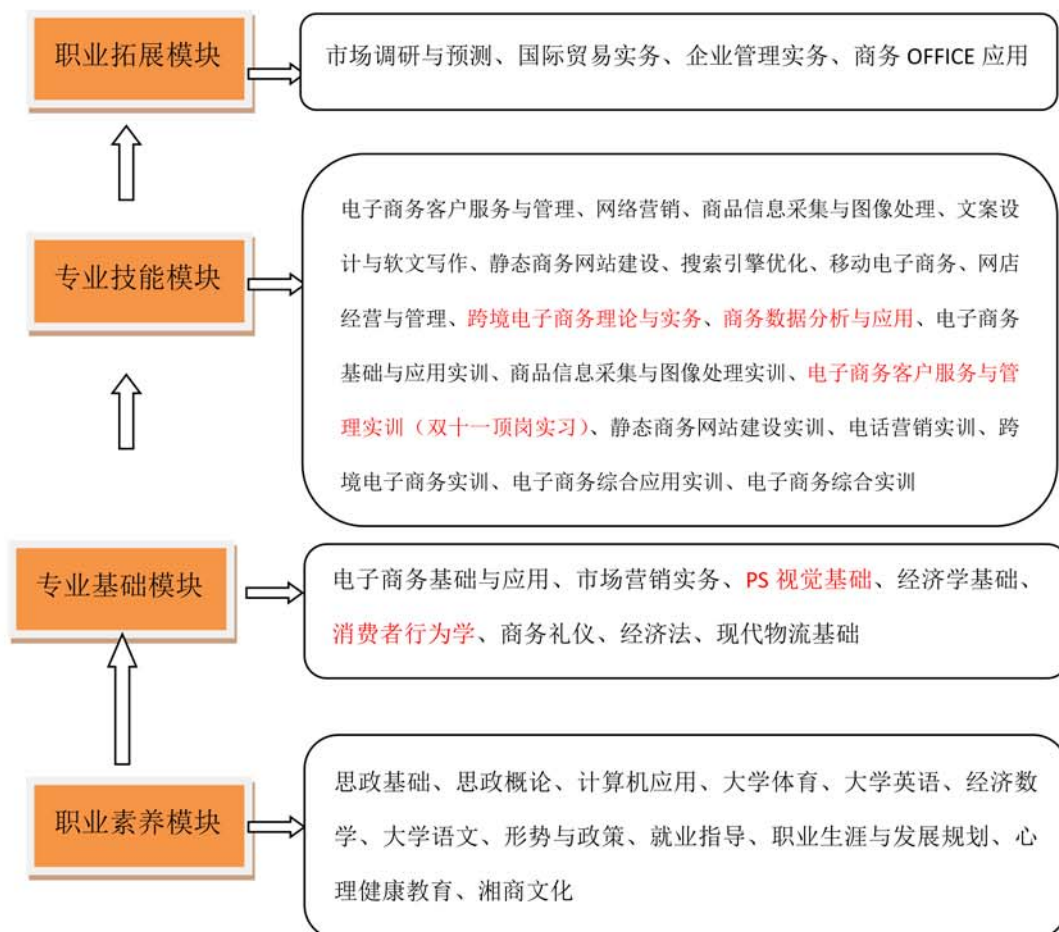 职业拓展模块
市场调研与预测、国际贸易实务、企业管理实务、商务 OFFICE 应用
专业技能模块
电子商务客户服务与管理、网络营销、商品信息采集与图像处理、文案设
计与软文写作、静态商务网站建设、搜索引擎优化、移动电子商务、网店
经营与管理、跨境电子商务理论与实务、商务数据分析与应用、电子商务
基础与应用实训、商品信息采集与图像处理实训、电子商务客户服务与管
理实训（双十一顶岗实习）、静态商务网站建设实训、电话营销实训、跨
境电子商务实训、电子商务综合应用实训、电子商务综合实训
专业基础模块
电子商务基础与应用、市场营销实务、PS 视觉基础、经济学基础、
消费者行为学、商务礼仪、经济法、现代物流基础
职业素养模块
思政基础、思政概论、计算机应用、大学体育、大学英语、经济数
学、大学语文、形势与政策、就业指导、职业生涯与发展规划、心
理健康教育、湘商文化